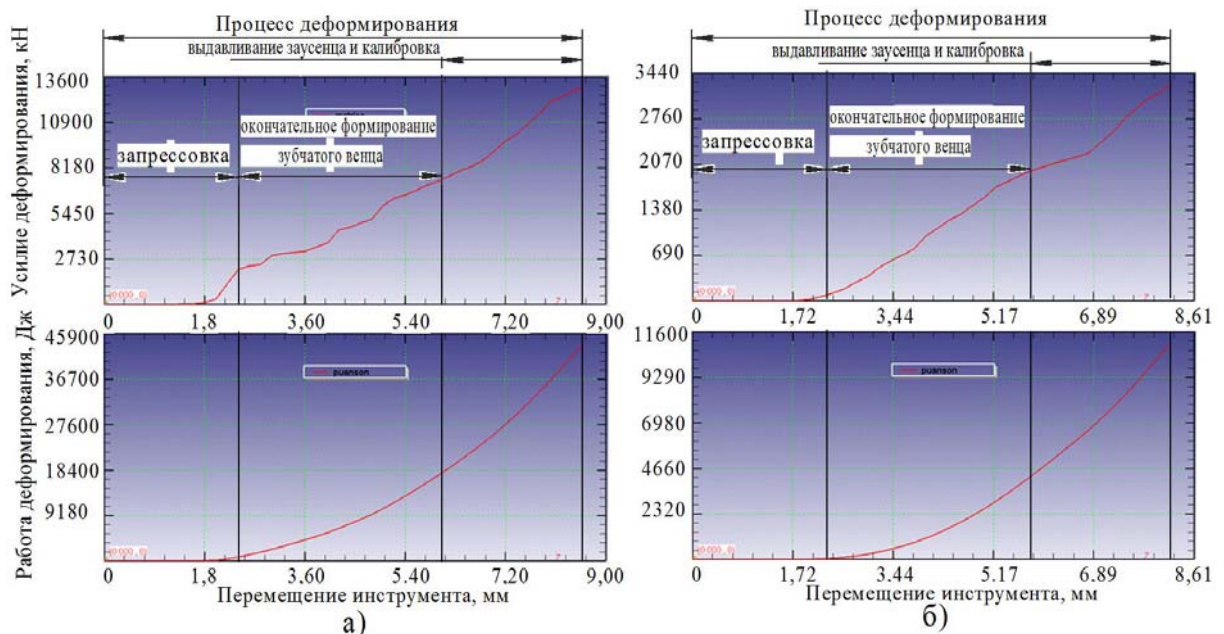 Процесс деформирования
выдавливание заусенца и калибровка
Усилие деформирования, кН
13600
10900
8180
5450
2730
запрессовка
окончательное формирование
зубчатого венца
0
1,8
3,60
5.40
7,20
9,00
Процесс деформирования
выдавливание заусенца и калибровка
3440
2760
2070
1380
690
запрессовка
окончательное формирование
зубчатого венца
0
1,72
3.44
5.17
6,89
8,61
Работа деформирования, Дж
45900
36700
27600
18400
9180
puanson
0
1,8
3,60
5.40
7,20
9,00
Перемещение инструмента, мм
а)
11600
9290
6980
4660
2320
puanson
0
1,72
3.44
5.17
6.89
8,61
Перемещение инструмента, мм
б)